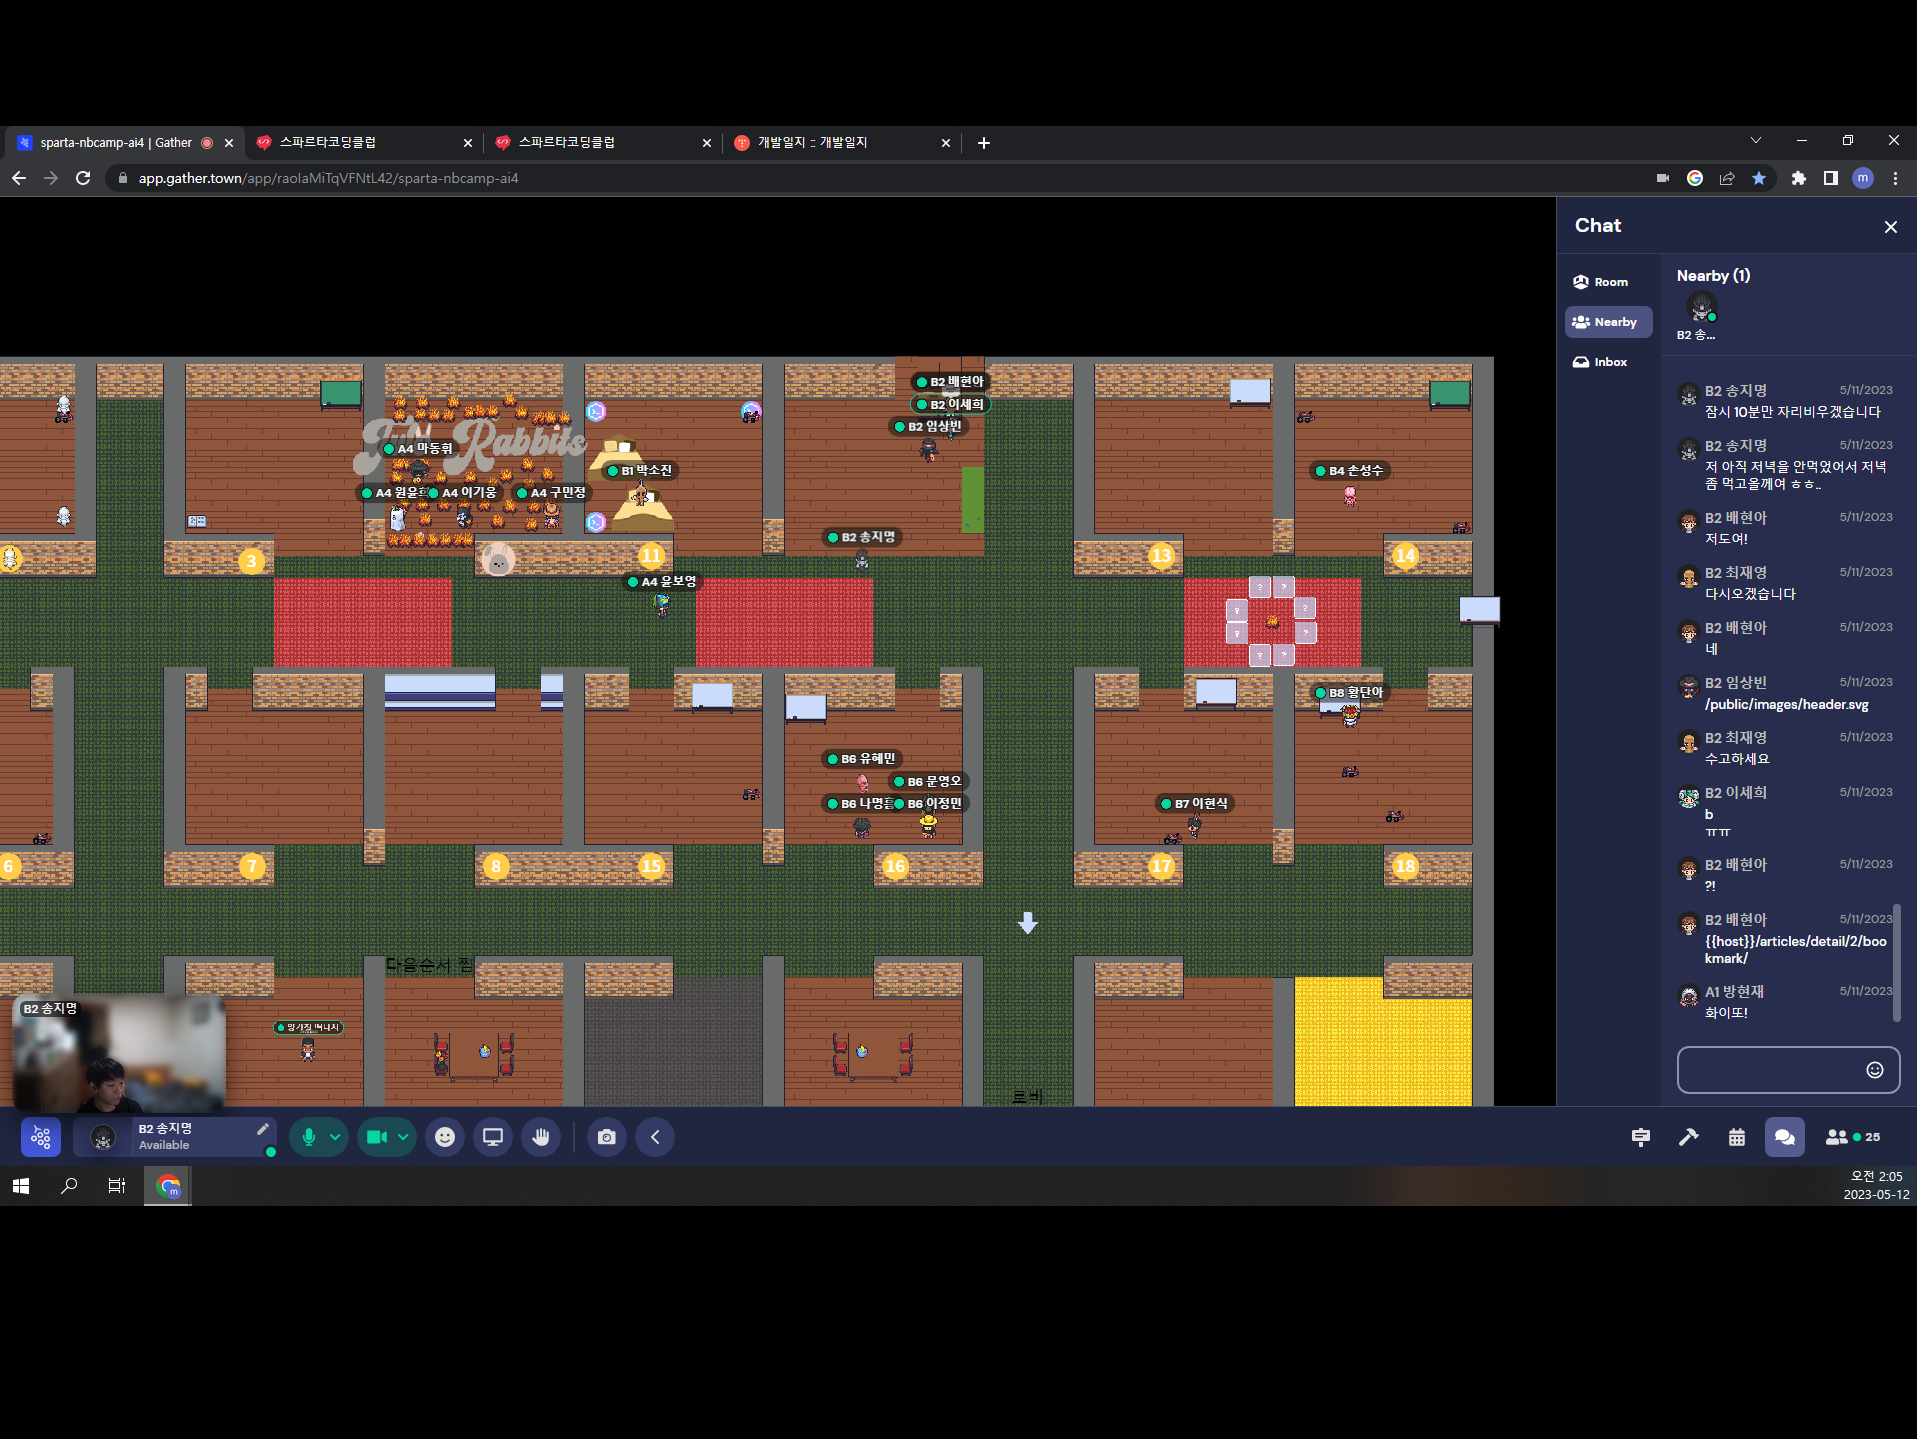 sparta-nbcamp-ai4 | Gather
스파르타코딩클럽
스파르타코딩클럽
개발일지 :: 개발일지
app.gather.town/app/raoIaMiTqVFNtL42/sparta-nbcamp-ai4
m
Chat
Room
Nearby
Inbox
Nearby (1)
B2 송...
B2 송지명 5/11/2023
잠시 10분만 자리비우겠습니다
B2 송지명 5/11/2023
저 아직 저녁을 안먹었어서 저녁
좀 먹고올께여 ㅎㅎ..
B2 배현아 5/11/2023
저도여!
B2 최재영 5/11/2023
다시오겠습니다
B2 배현아 5/11/2023
네
B2 임상빈 5/11/2023
/public/images/header.svg
B2 최재영 5/11/2023
수고하세요
B2 이세희 5/11/2023
b
ㅠㅠ
B2 배현아 5/11/2023
?!
B2 배현아 5/11/2023
{{host}}/articles/detail/2/boo
kmark/
A1 방현재 5/11/2023
화이또!
B2 배현아
B2 이세희
B2 임상빈
Rabbits
A4 마동휘
B1 박소진
B4 손성수
A4 원윤희
A4 이기웅
A4 구민정
B2 송지명
3
11
13
14
A4 윤보영
B8 황단아
B6 유혜민
B6 문영오
B6 나명흠
B6 이정민
B7 이현식
6
7
8
15
16
17
18
다음순서 찜
로비
B2 송지명
B2 송지명
Available
25
m
오전 2:05
2023-05-12